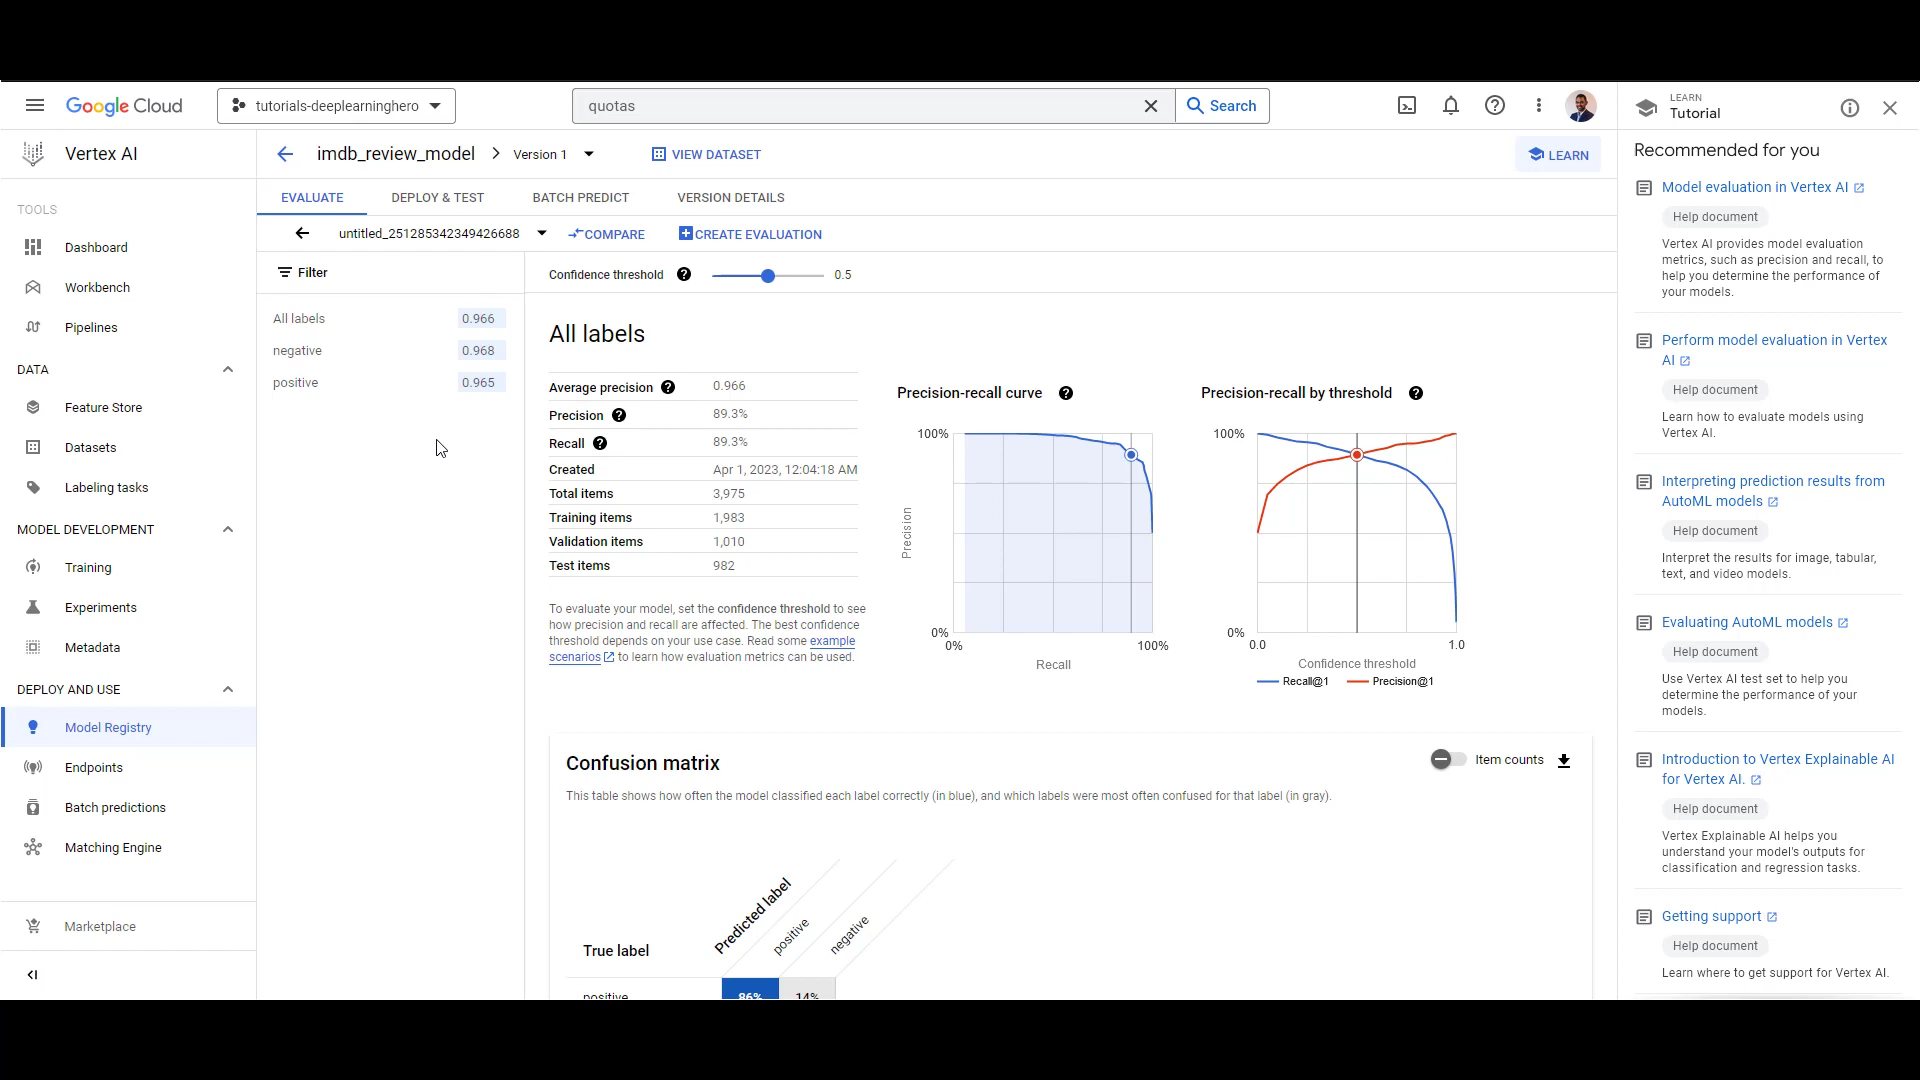 Google Cloud
tutorials-deeplearninghero
quotas
Search
LEARN
Tutorial
Vertex AI
imdb_review_model
Version 1
VIEW DATASET
LEARN
TOOLS
Dashboard
Workbench
Pipelines
DATA
Feature Store
Datasets
Labeling tasks
MODEL DEVELOPMENT
Training
Experiments
Metadata
DEPLOY AND USE
Model Registry
Endpoints
Batch predictions
Matching Engine
Marketplace
EVALUATE
DEPLOY & TEST
BATCH PREDICT
VERSION DETAILS
untitled_251285342349426688
COMPARE
CREATE EVALUATION
Filter
All labels 0.966
negative 0.968
positive 0.965
Confidence threshold
0.5
All labels
Average precision 0.966
Precision 89.3%
Recall 89.3%
Created Apr 1, 2023, 12:04:18 AM
Total items 3,975
Training items 1,983
Validation items 1,010
Test items 982
To evaluate your model, set the confidence threshold to see
how precision and recall are affected. The best confidence
threshold depends on your use case. Read some example
scenarios to learn how evaluation metrics can be used.
Precision-recall curve
100%
Precision
0%
0% 100%
Recall
Precision-recall by threshold
100%
0%
0.0 1.0
Confidence threshold
Recall@1 Precision@1
Confusion matrix
Item counts
This table shows how often the model classified each label correctly (in blue), and which labels were most often confused for that label (in gray).
Predicted label
positive
negative
True label
positive 86% 14%
Recommended for you
Model evaluation in Vertex AI
Help document
Vertex AI provides model evaluation
metrics, such as precision and recall, to
help you determine the performance of
your models.
Perform model evaluation in Vertex
AI
Help document
Learn how to evaluate models using
Vertex AI.
Interpreting prediction results from
AutoML models
Help document
Interpret the results for image, tabular,
text, and video models.
Evaluating AutoML models
Help document
Use Vertex AI test set to help you
determine the performance of your
models.
Introduction to Vertex Explainable AI
for Vertex AI.
Help document
Vertex Explainable AI helps you
understand your model's outputs for
classification and regression tasks.
Getting support
Help document
Learn where to get support for Vertex AI.